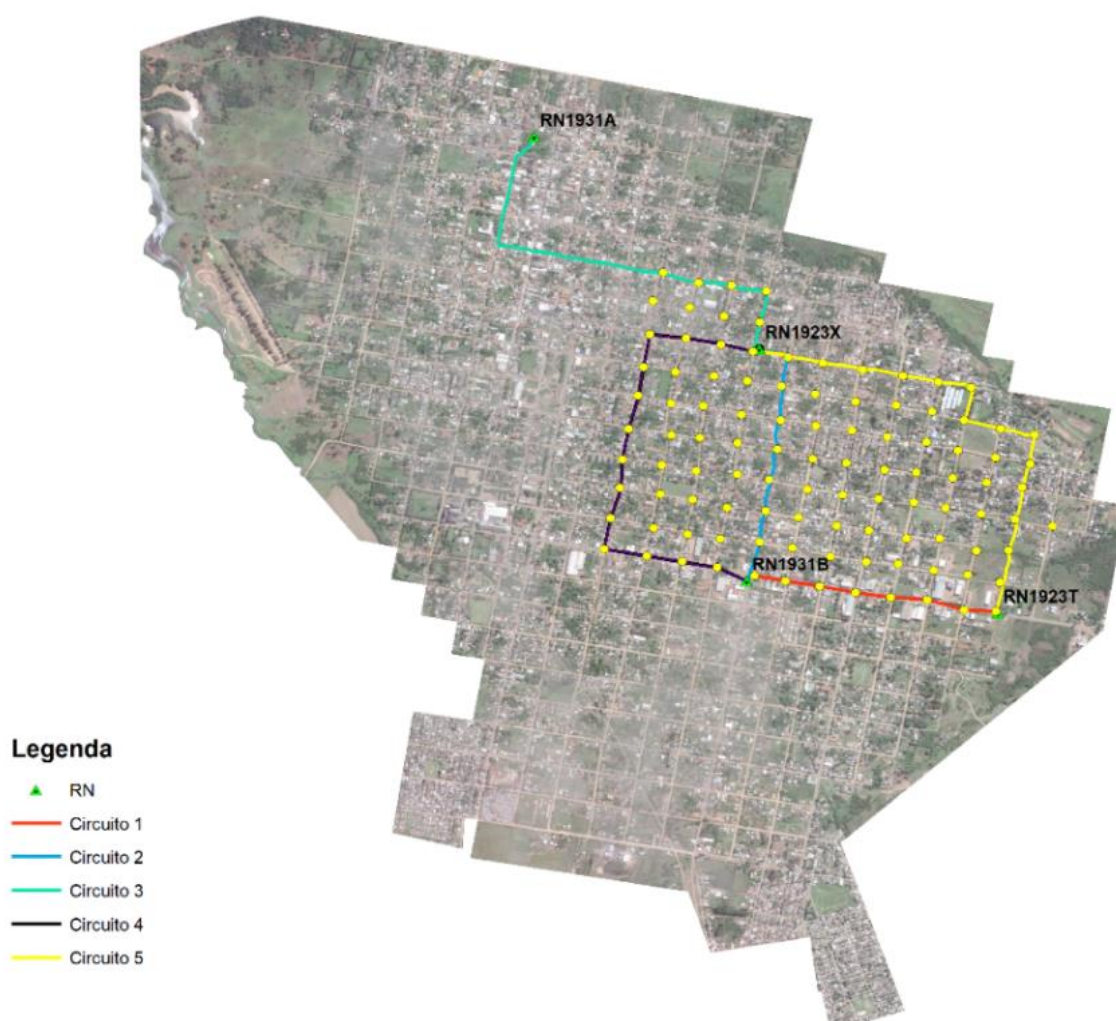 RN1931A
RN1923X
RN1931B
RN1923T
Legenda
RN
Circuito 1
Circuito 2
Circuito 3
Circuito 4
Circuito 5